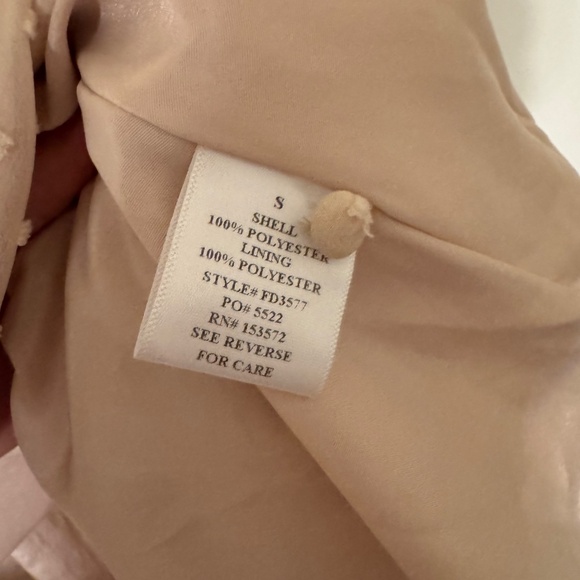 S
SHELL
100% POLYESTER
LINING
100% POLYESTER
STYLE# FD3577
PO# 5522
RN# 153572
SEE REVERSE
FOR CARE